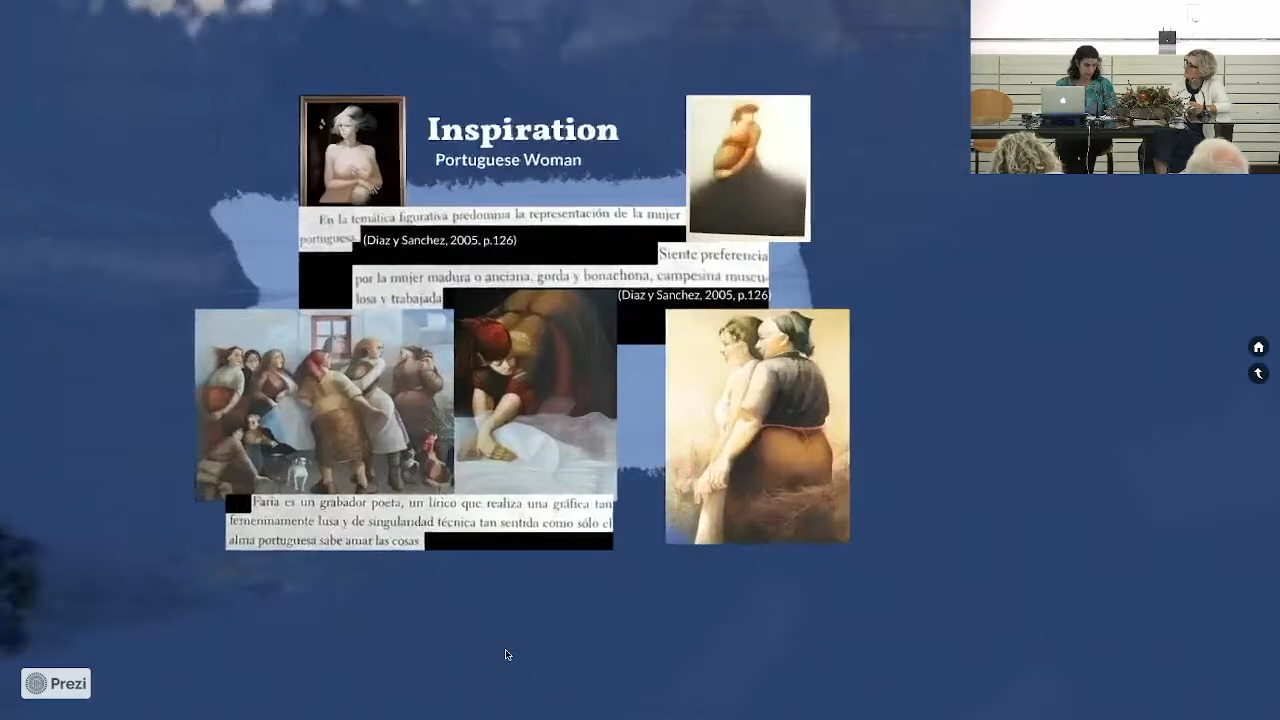 Inspiration
Portuguese Woman
En la temática figurativa predomina la representación de la mujer
portuguesa (Diaz y Sanchez, 2005. p.126)
Siente preferencia
por la mujer madura o anciana, gorda y bonachona, campesina muscu-
losa y trabajada
(Diaz y Sanchez, 2005, p.126)
Faria es un grabador poeta, un lírico que realiza una gráfica tan
femeninamente lusa y de singularidad técnica tan sentida como sólo el
alma portuguesa sabe amar las cosas
Prezi